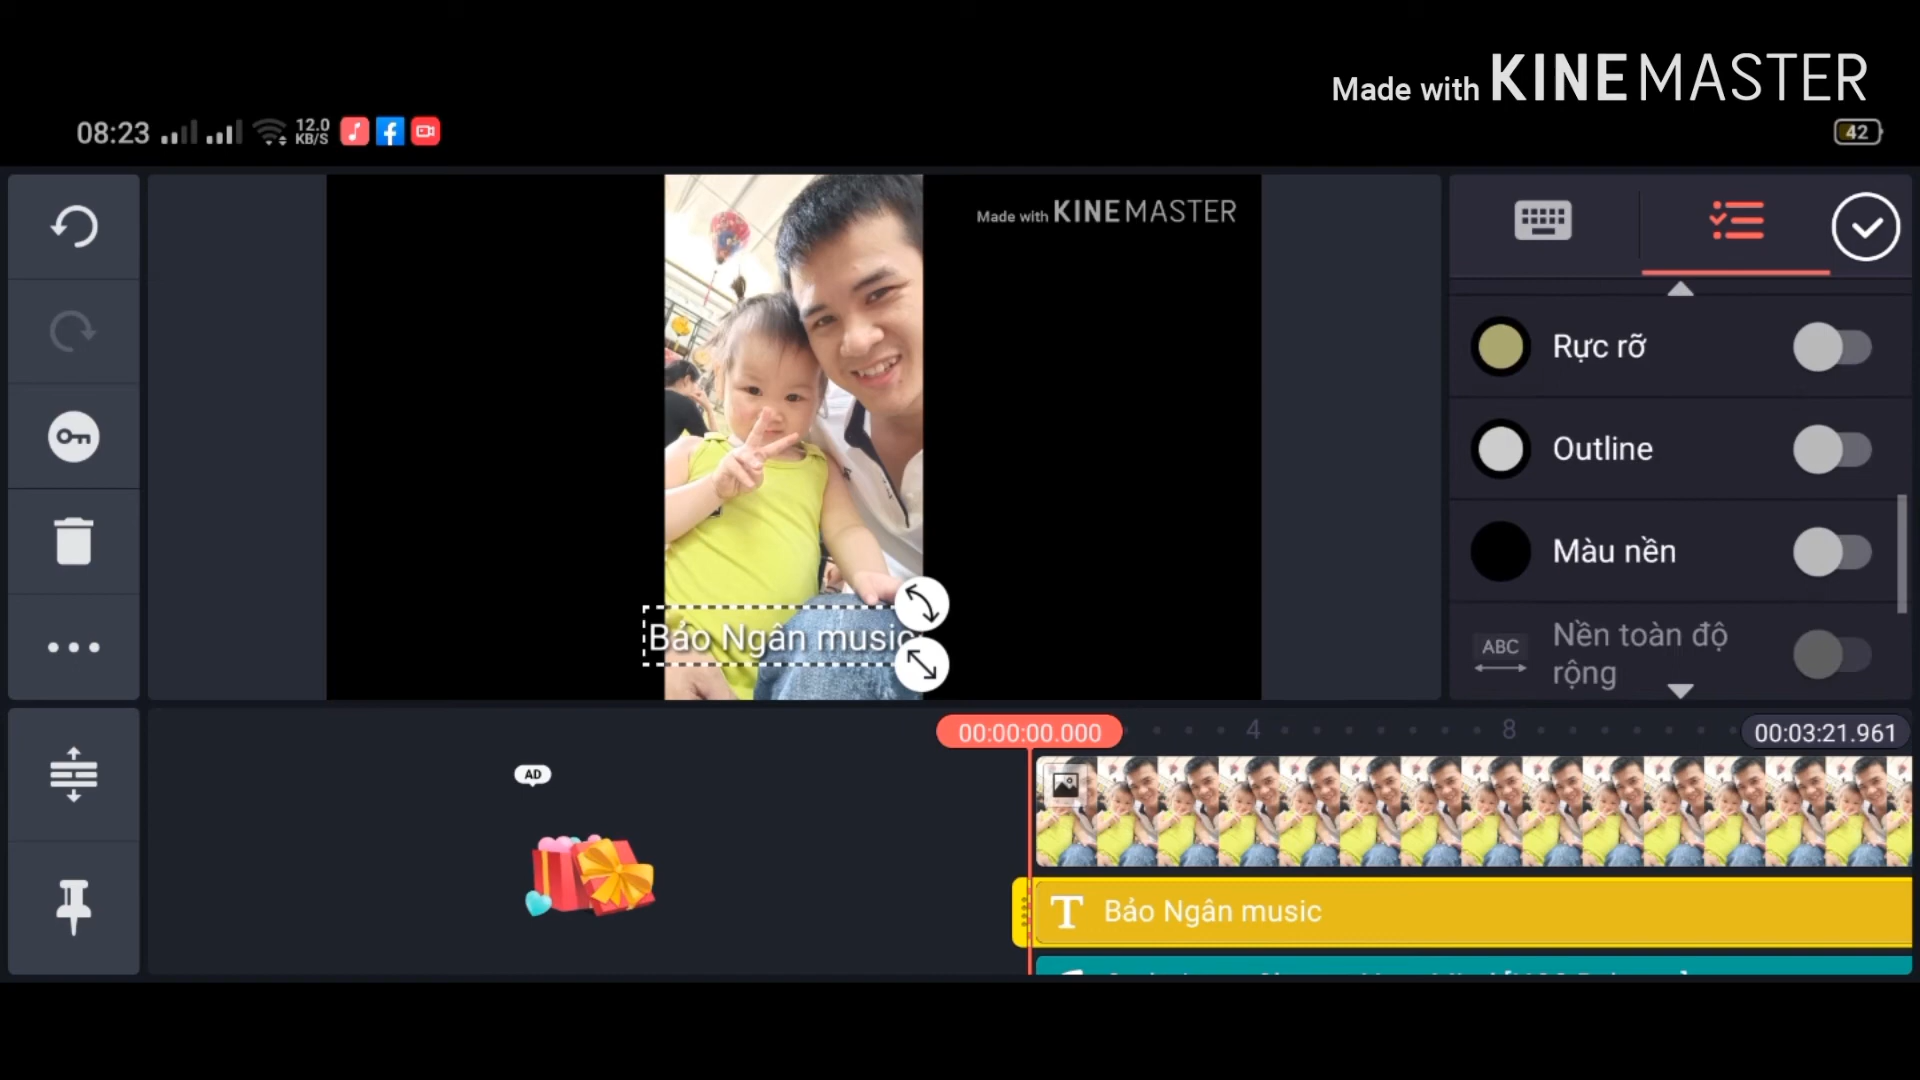 Made with KINEMASTER
08:23
12.0
KB/S
42
Made with KINEMASTER
Rực rỡ
Outline
Màu nền
ABC
Nền toàn độ
rộng
Bảo Ngân music
00:00:00.000
4
8
00:03:21.961
AD
T Bảo Ngân music